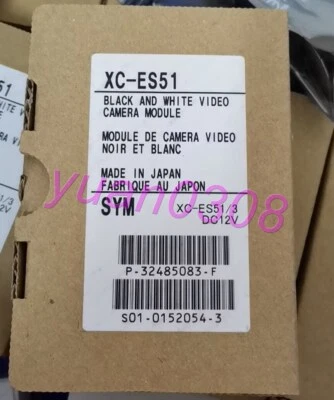 XC-ES51
BLACK AND WHITE VIDEO
CAMERA MODULE
MODULE DE CAMERA VIDEO
NOIR ET BLANC
MADE IN JAPAN
FABRIQUE AU JAPON
SYM XC-ES51/3
DC12V
P-32485083-F
S01-0152054-3
yuan0308